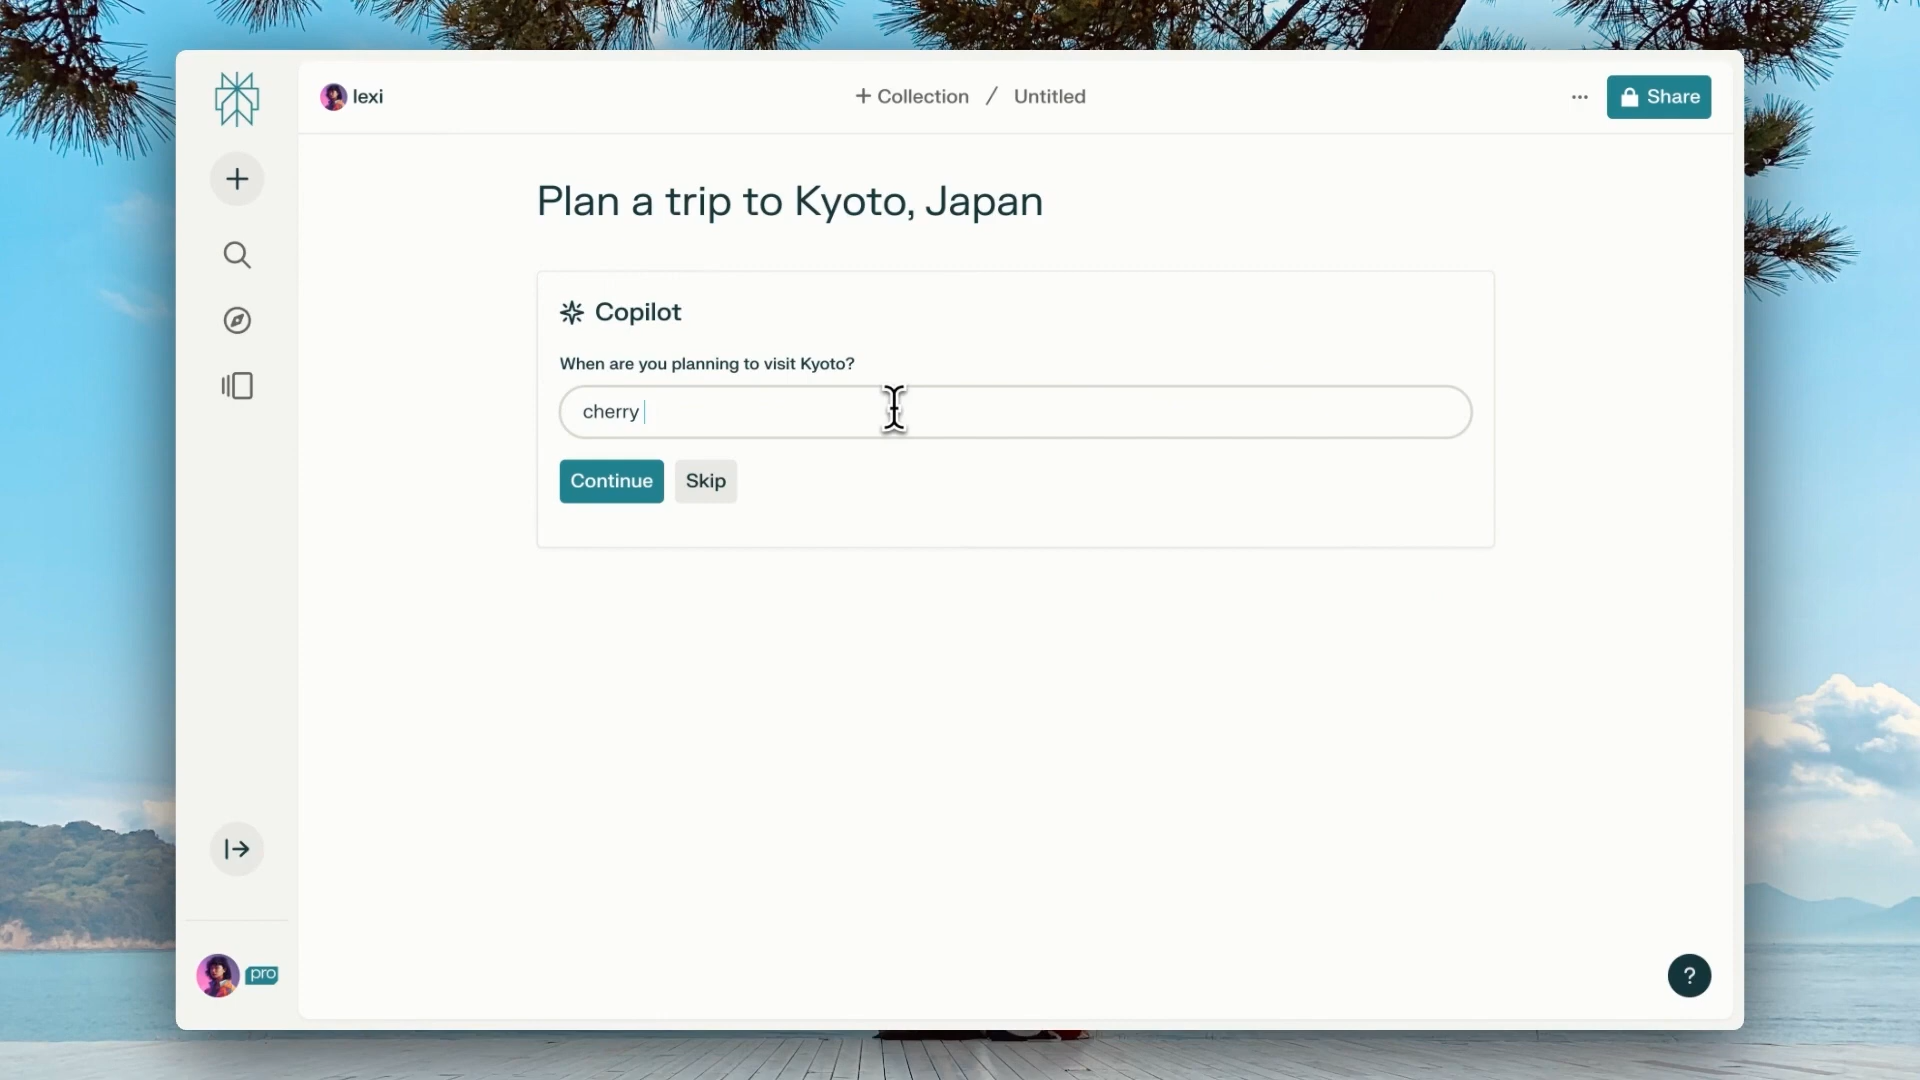 lexi
+ Collection / Untitled
... Share
Plan a trip to Kyoto, Japan
Copilot
When are you planning to visit Kyoto?
cherry
Continue Skip
pro
?